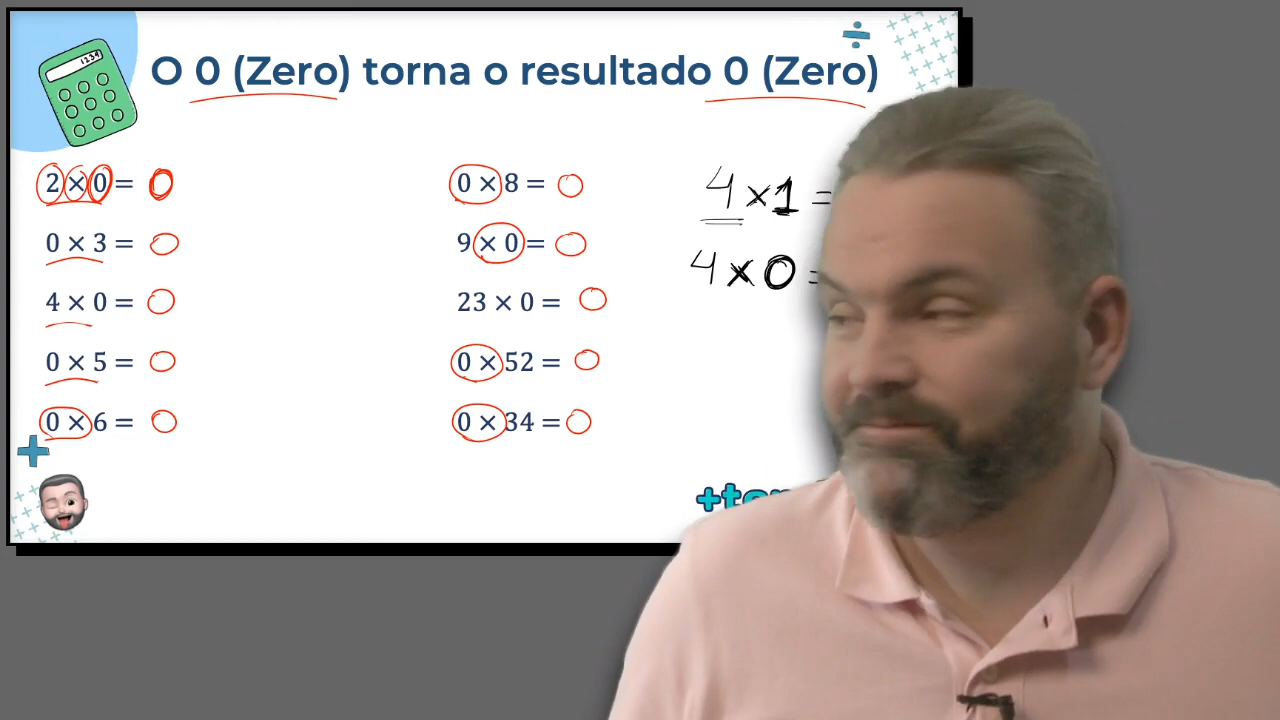 O 0 (Zero) torna o resultado 0 (Zero)
2 × 0 = 0
0 × 3 = 0
4 × 0 = 0
0 × 5 = 0
0 × 6 = 0
0 × 8 = 0
9 × 0 = 0
23 × 0 = 0
0 × 52 = 0
0 × 34 = 0
4 × 1 =
4 × 0 =
1234